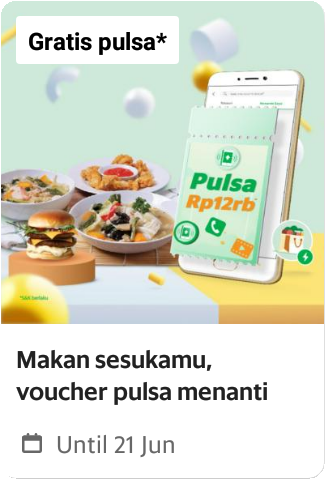 Gratis pulsa*
Pulsa
Rp12rb
Makan sesukamu,
voucher pulsa menanti
Until 21 Jun